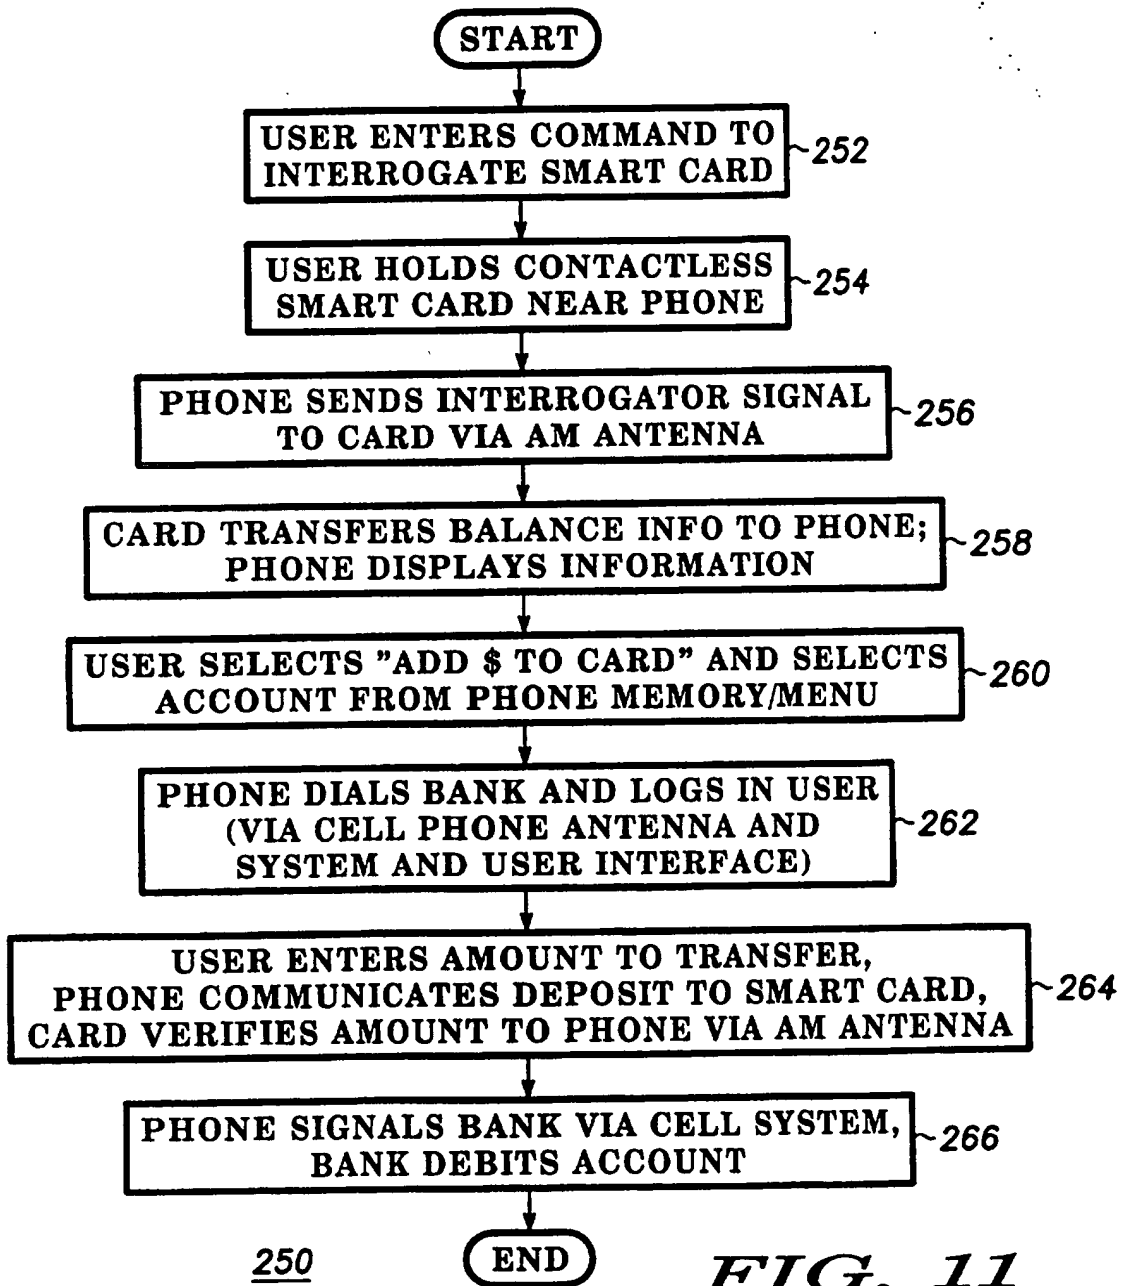 START
USER ENTERS COMMAND TO
INTERROGATE SMART CARD
252
USER HOLDS CONTACTLESS
SMART CARD NEAR PHONE
254
PHONE SENDS INTERROGATOR SIGNAL
TO CARD VIA AM ANTENNA
256
CARD TRANSFERS BALANCE INFO TO PHONE;
PHONE DISPLAYS INFORMATION
258
USER SELECTS "ADD $ TO CARD" AND SELECTS
ACCOUNT FROM PHONE MEMORY/MENU
260
PHONE DIALS BANK AND LOGS IN USER
(VIA CELL PHONE ANTENNA AND
SYSTEM AND USER INTERFACE)
262
USER ENTERS AMOUNT TO TRANSFER,
PHONE COMMUNICATES DEPOSIT TO SMART CARD,
CARD VERIFIES AMOUNT TO PHONE VIA AM ANTENNA
264
PHONE SIGNALS BANK VIA CELL SYSTEM,
BANK DEBITS ACCOUNT
266
END
250
FIG. 11